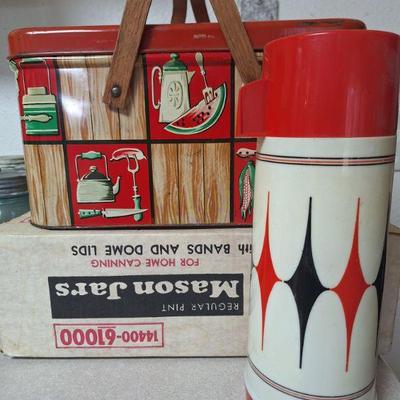 14400-61000
REGULAR PINT
Mason Jars
FOR HOME CANNING
ith BANDS AND DOME LIDS